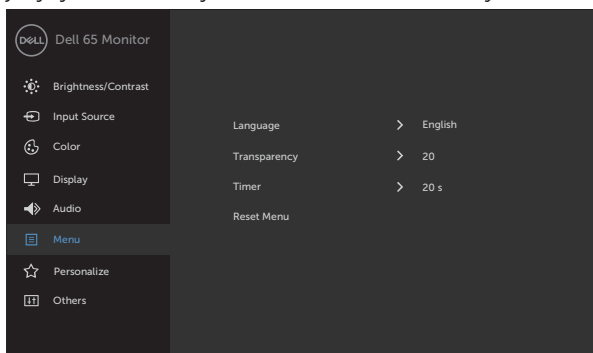 DELL Dell 65 Monitor
Brightness/Contrast
Input Source
Color
Display
Audio
Menu
Personalize
Others
Language > English
Transparency > 20
Timer > 20 s
Reset Menu